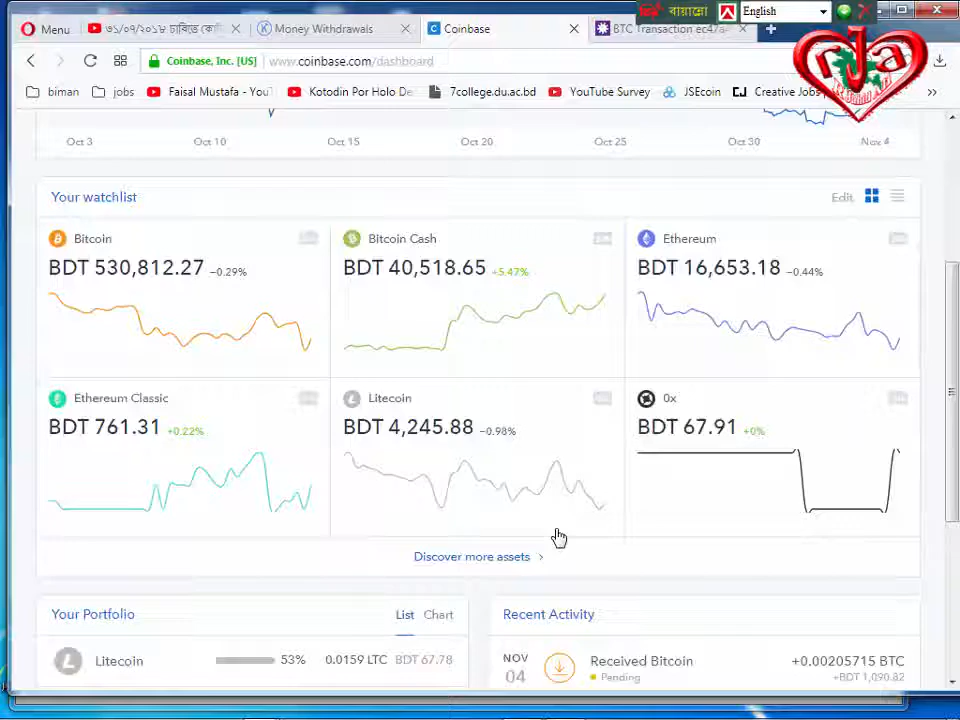 বায়ান্নো English
Menu ৩১/০৭/২০১৮ চাকরিতে কো Money Withdrawals Coinbase BTC Transaction ec47a
Coinbase, Inc. [US] www.coinbase.com/dashboard
biman jobs Faisal Mustafa - YouT Kotodin Por Holo De 7college.du.ac.bd YouTube Survey JSEcoin Creative Jobs »
rja
Oct 3 Oct 10 Oct 15 Oct 20 Oct 25 Oct 30 Nov 4
Your watchlist Edit
Bitcoin Bitcoin Cash Ethereum
BDT 530,812.27 -0.29% BDT 40,518.65 +5.47% BDT 16,653.18 -0.44%
Ethereum Classic Litecoin 0x
BDT 761.31 +0.22% BDT 4,245.88 -0.98% BDT 67.91 +0%
Discover more assets >
Your Portfolio List Chart Recent Activity
Litecoin 53% 0.0159 LTC BDT 67.78
NOV 04 Received Bitcoin +0.00205715 BTC
Pending +BDT 1,090.82